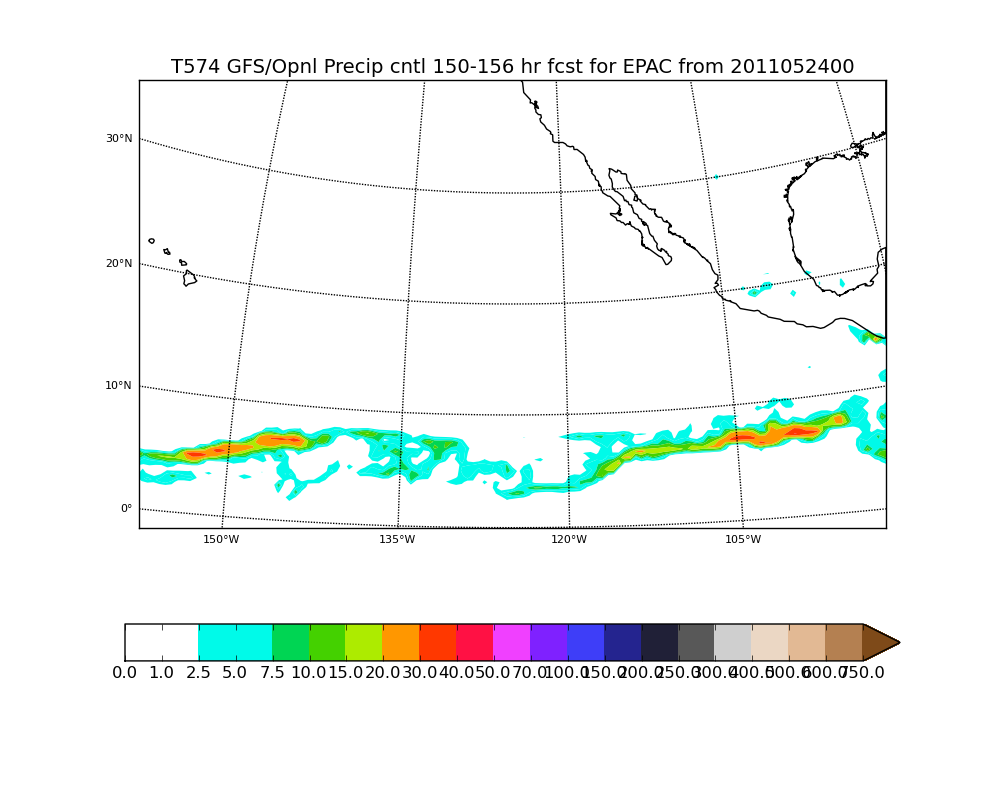 T574 GFS/Opnl Precip cntl 150-156 hr fcst for EPAC from 2011052400
30°N
20°N
10°N
0°
150°W 135°W 120°W 105°W
0.0 1.0 2.5 5.0 7.5 10.0 15.0 20.0 30.0 40.0 50.0 70.0 100.0 150.0 200.0 250.0 300.0 400.0 500.0 600.0 750.0